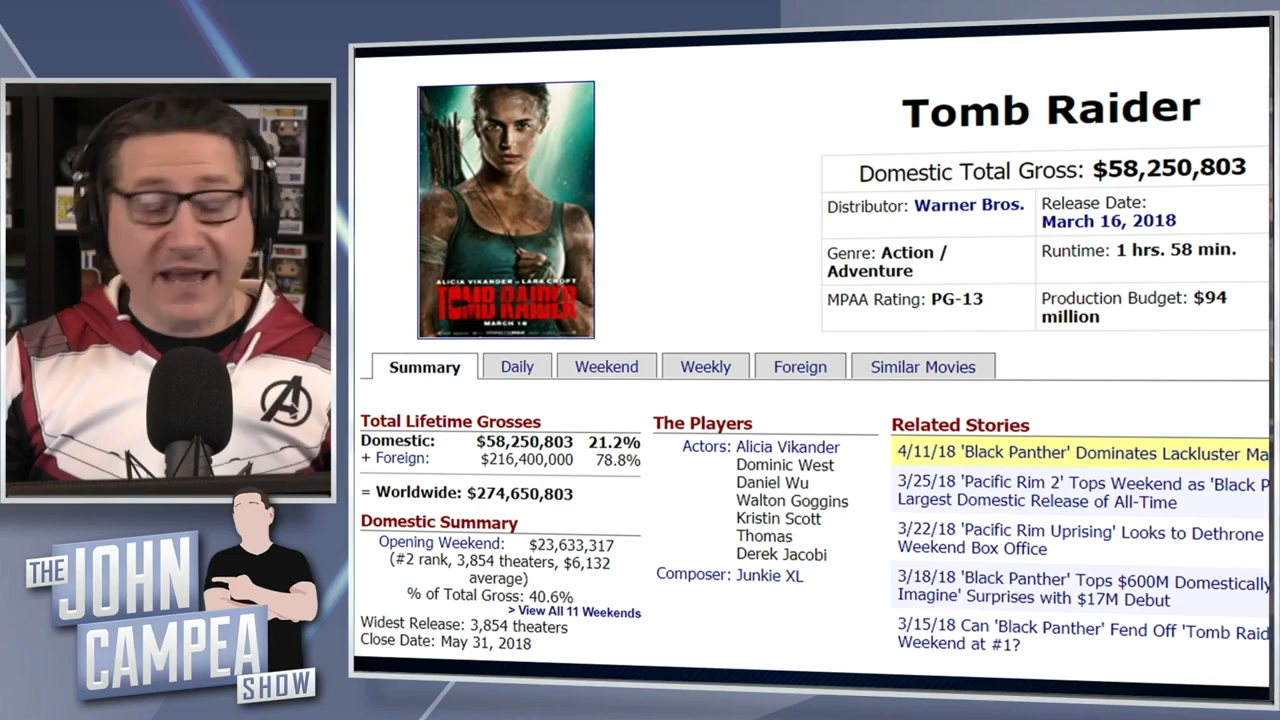 THE
JOHN
CAMPEA
SHOW
ALICIA VIKANDER IS LARA CROFT
TOMB RAIDER
MARCH 16
Tomb Raider
Domestic Total Gross: $58,250,803
Distributor: Warner Bros.
Release Date:
March 16, 2018
Genre: Action /
Adventure
Runtime: 1 hrs. 58 min.
MPAA Rating: PG-13
Production Budget: $94
million
Summary
Daily
Weekend
Weekly
Foreign
Similar Movies
Total Lifetime Grosses
Domestic: $58,250,803 21.2%
+ Foreign: $216,400,000 78.8%
= Worldwide: $274,650,803
Domestic Summary
Opening Weekend: $23,633,317
(#2 rank, 3,854 theaters, $6,132
average)
% of Total Gross: 40.6%
> View All 11 Weekends
Widest Release: 3,854 theaters
Close Date: May 31, 2018
The Players
Actors: Alicia Vikander
Dominic West
Daniel Wu
Walton Goggins
Kristin Scott
Thomas
Derek Jacobi
Composer: Junkie XL
Related Stories
4/11/18 'Black Panther' Dominates Lackluster Ma
3/25/18 'Pacific Rim 2' Tops Weekend as 'Black P
Largest Domestic Release of All-Time
3/22/18 'Pacific Rim Uprising' Looks to Dethrone
Weekend Box Office
3/18/18 'Black Panther' Tops $600M Domestically
Imagine' Surprises with $17M Debut
3/15/18 Can 'Black Panther' Fend Off 'Tomb Raid
Weekend at #1?